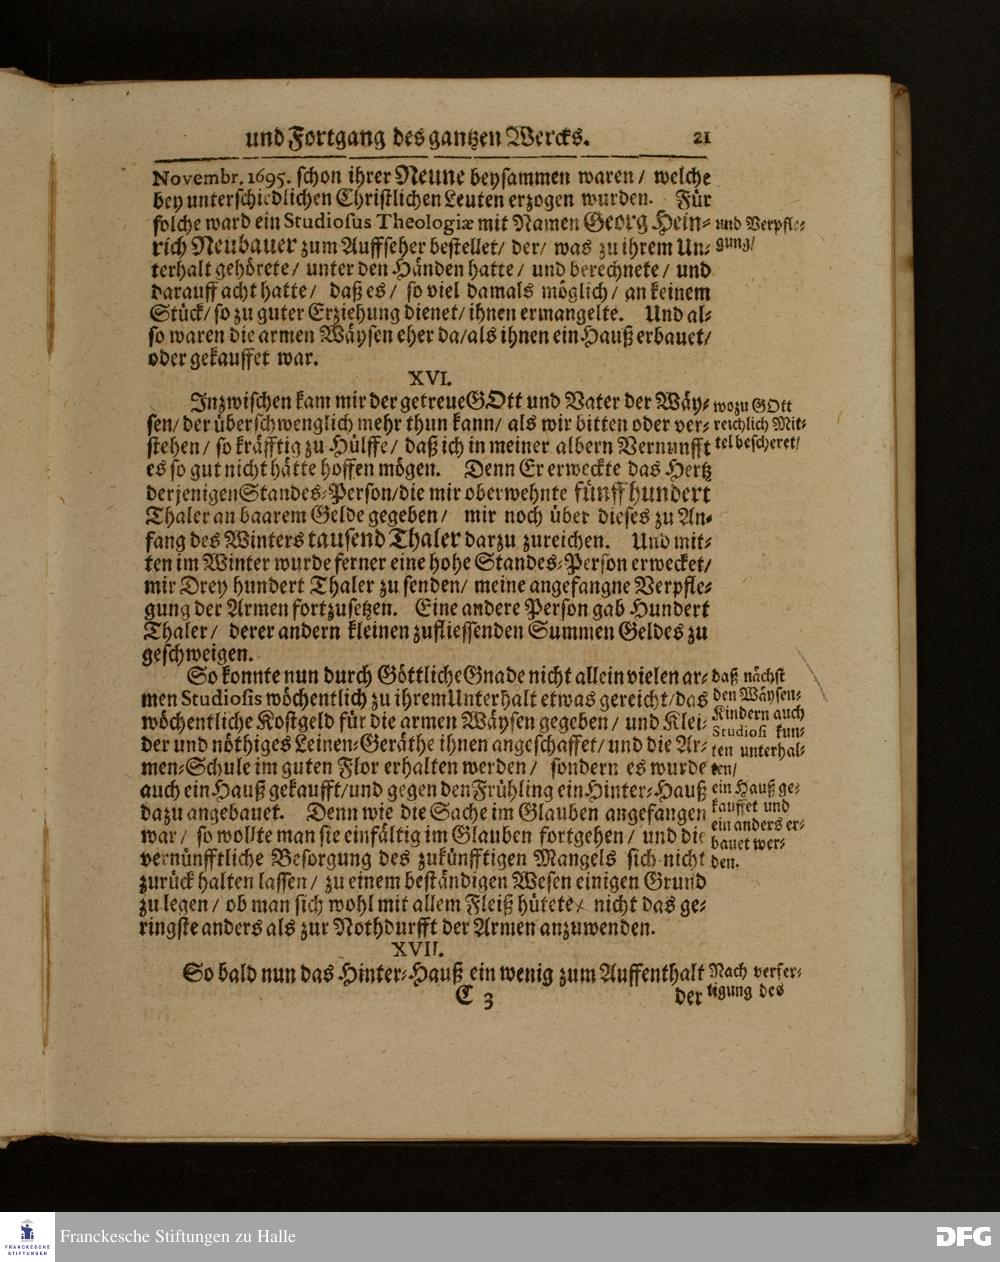 und Fortgang des gantzen Wercks. 21
Novembr. 1695. schon ihrer Neune beysammen waren / welche
bey unterschiedlichen Christlichen Leuten erzogen wurden. Für
solche ward ein Studiosus Theologiæ mit Namen Georg Hein-
rich Neubauer zum Auffseher bestellet / der / was zu ihrem Un-
terhalt gehörete / unter den Händen hatte / und berechnete / und
darauff acht hatte / daß es / so viel damals möglich / an keinem
Stück / so zu guter Erziehung dienet / ihnen ermangelte. Und al-
so waren die armen Wäysen eher da / als ihnen ein Hauß erbauet /
oder gekauffet war.
und Verpfle-
gung /
XVI.
Inzwischen kam mir der getreue GOtt und Vater der Wäy-
sen / der überschwenglich mehr thun kann / als wir bitten oder ver-
stehen / so kräfftig zu Hülffe / daß ich in meiner albern Vernunfft
es so gut nicht hätte hoffen mögen. Denn Er erweckte das Hertz
derjenigen Standes-Person / die mir oberwehnte fünff hundert
Thaler an baarem Gelde gegeben / mir noch über dieses zu An-
fang des Winters tausend Thaler darzu zureichen. Und mit-
ten im Winter wurde ferner eine hohe Standes-Person erwecket /
mir Drey hundert Thaler zu senden / meine angefangne Verpfle-
gung der Armen fortzusetzen. Eine andere Person gab Hundert
Thaler / derer andern kleinen zufliessenden Summen Geldes zu
geschweigen.
wozu GOtt
reichlich Mit-
tel bescheret /
So konnte nun durch Göttliche Gnade nicht allein vielen ar-
men Studiosis wöchentlich zu ihrem Unterhalt etwas gereicht / das
wöchentliche Kostgeld für die armen Wäysen gegeben / und Klei-
der und nöthiges Leinen-Geräthe ihnen angeschaffet / und die Ar-
men-Schule im guten Flor erhalten werden / sondern es wurde
auch ein Hauß gekaufft / und gegen den Frühling ein Hinter-Hauß
dazu angebauet. Denn wie die Sache im Glauben angefangen
war / so wollte man sie einfältig im Glauben fortgehen / und die
vernünfftliche Besorgung des zukünfftigen Mangels sich nicht
zurück halten lassen / zu einem beständigen Wesen einigen Grund
zu legen / ob man sich wohl mit allem Fleiß hütete / nicht das ge-
ringste anders als zur Nothdurfft der Armen anzuwenden.
daß nächst
den Wäysen-
Kindern auch
Studiosi kun-
ten unterhal-
ten /
ein Hauß ge-
kauffet und
ein anders er-
bauet wer-
den.
XVII.
So bald nun das Hinter-Hauß ein wenig zum Auffenthalt
C 3 der
Nach verfer-
tigung des
Franckesche Stiftungen zu Halle
FRANCKESCHE
STIFTUNGEN
DFG